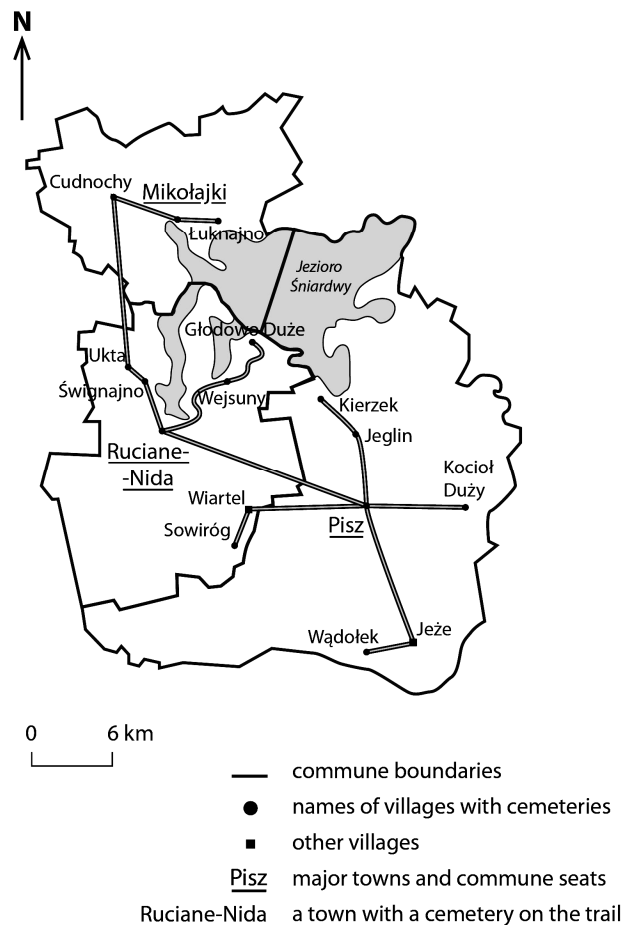 N
Cudnochy
Mikołajki
Łuknajno
Jezioro
Śniardwy
Głodowo Duże
Ukta
Śwignajno
Wejsuny
Kierzek
Jeglin
Ruciane-
-Nida
Kocioł
Duży
Wiartel
Sowiróg
Pisz
Wądołek
Jeże
0 6 km
commune boundaries
names of villages with cemeteries
other villages
Pisz major towns and commune seats
Ruciane-Nida a town with a cemetery on the trail